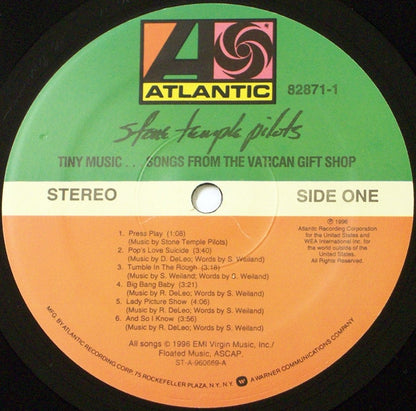 ATLANTIC
82871-1
stone temple pilots
TINY MUSIC... SONGS FROM THE VATICAN GIFT SHOP
STEREO
SIDE ONE
℗ 1996
Atlantic Recording Corporation
for the United States and
WEA International Inc. for
the world outside of the
United States.
All Rights Reserved.
1. Press Play (1:08)
(Music by Stone Temple Pilots)
2. Pop's Love Suicide (3:40)
(Music by D. DeLeo; Words by S. Weiland)
3. Tumble In The Rough (3:18)
(Music by S. Weiland; Words by S. Weiland)
4. Big Bang Baby (3:21)
(Music by R. DeLeo; Words by S. Weiland)
5. Lady Picture Show (4:06)
(Music by R. DeLeo; Words by S. Weiland)
6. And So I Know (3:56)
(Music by R. DeLeo; Words by S. Weiland)
All songs © 1996 EMI Virgin Music, Inc./
Floated Music, ASCAP.
ST-A-960669-A
MFG. BY ATLANTIC RECORDING CORP. 75 ROCKEFELLER PLAZA, N.Y., N.Y. A WARNER COMMUNICATIONS COMPANY